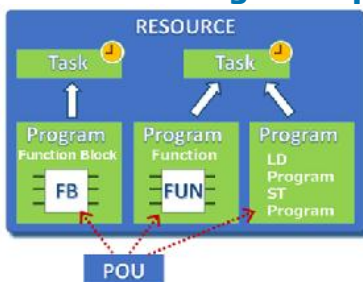 RESOURCE
Task
Task
Program
Function Block
FB
Program
Function
FUN
Program
LD
Program
ST
Program
POU